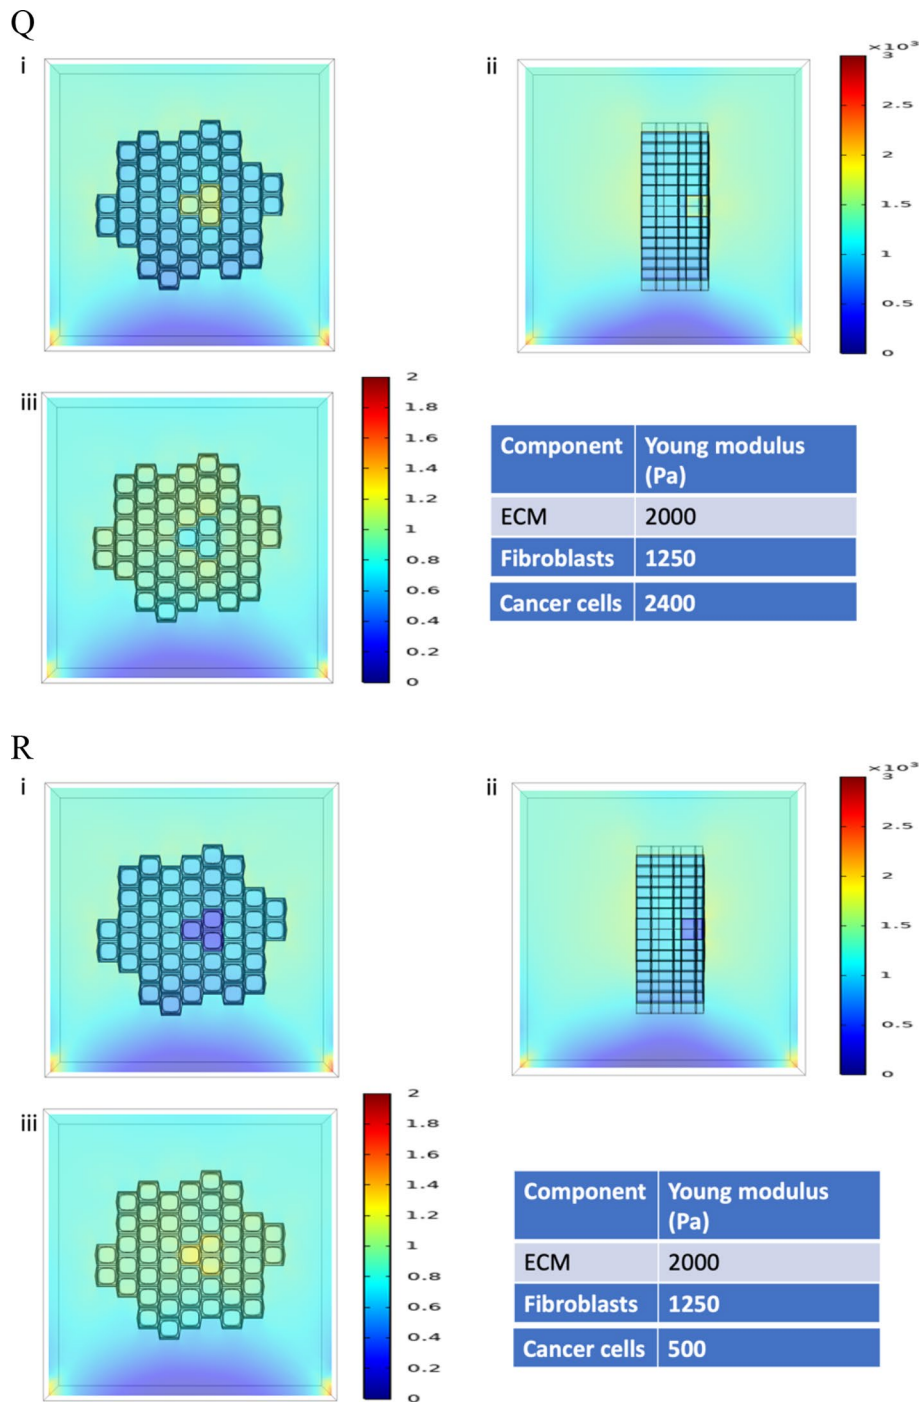 Q
i
ii
×10³
3
2.5
2
1.5
1
0.5
0
iii
2
1.8
1.6
1.4
1.2
1
0.8
0.6
0.4
0.2
0
Component Young modulus
(Pa)
ECM 2000
Fibroblasts 1250
Cancer cells 2400
R
i
ii
×10³
3
2.5
2
1.5
1
0.5
0
iii
2
1.8
1.6
1.4
1.2
1
0.8
0.6
0.4
0.2
0
Component Young modulus
(Pa)
ECM 2000
Fibroblasts 1250
Cancer cells 500